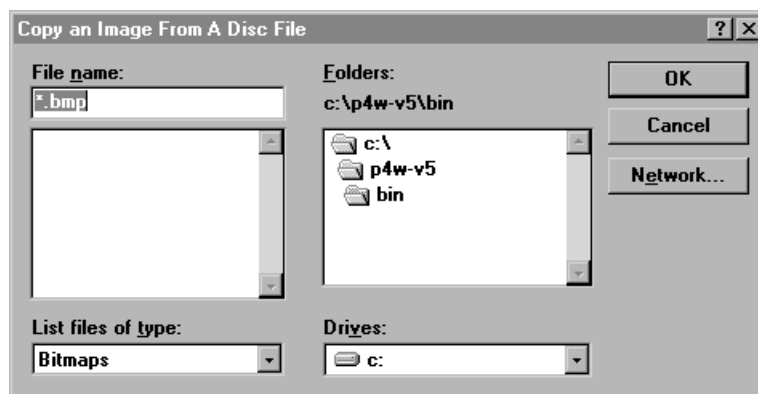 Copy an Image From A Disc File
File name:
*.bmp
Folders:
c:\p4w-v5\bin
c:\
p4w-v5
bin
OK
Cancel
Network...
List files of type:
Bitmaps
Drives:
c: